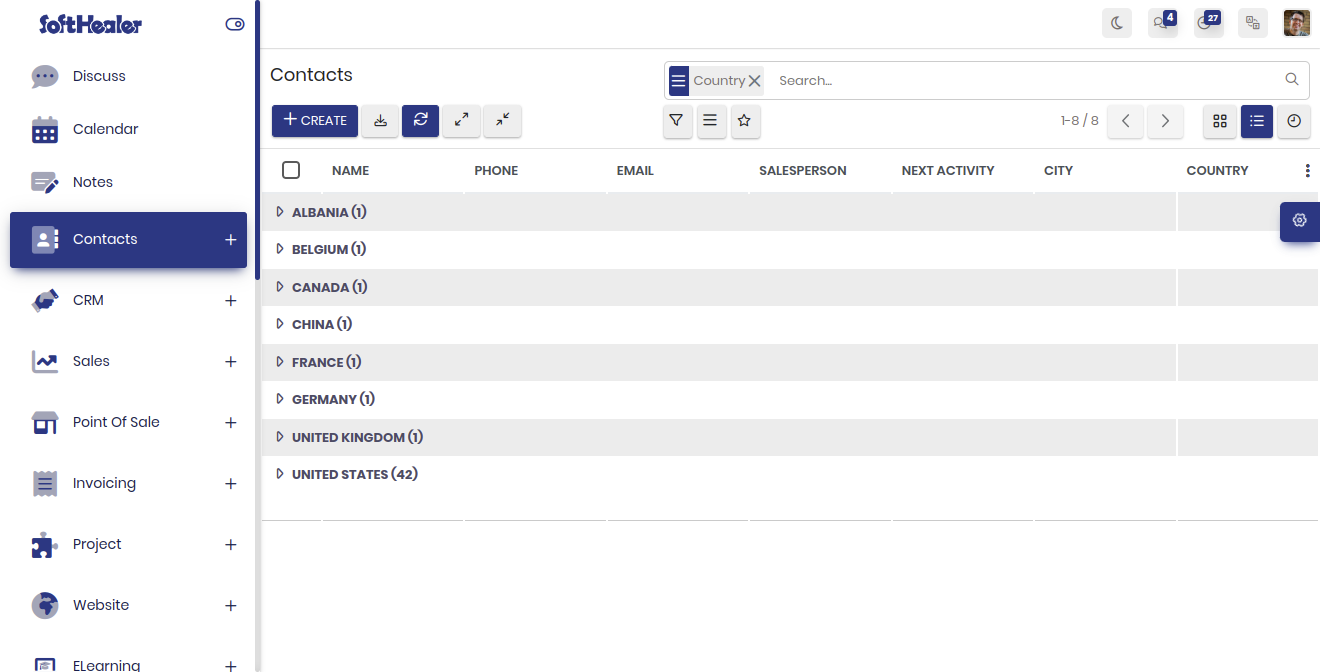 SoftHealer
Discuss
Calendar
Notes
Contacts
CRM
Sales
Point Of Sale
Invoicing
Project
Website
ELearning
4
27
Contacts
Country
Search...
CREATE
1-8 / 8
NAME PHONE EMAIL SALESPERSON NEXT ACTIVITY CITY COUNTRY
ALBANIA (1)
BELGIUM (1)
CANADA (1)
CHINA (1)
FRANCE (1)
GERMANY (1)
UNITED KINGDOM (1)
UNITED STATES (42)